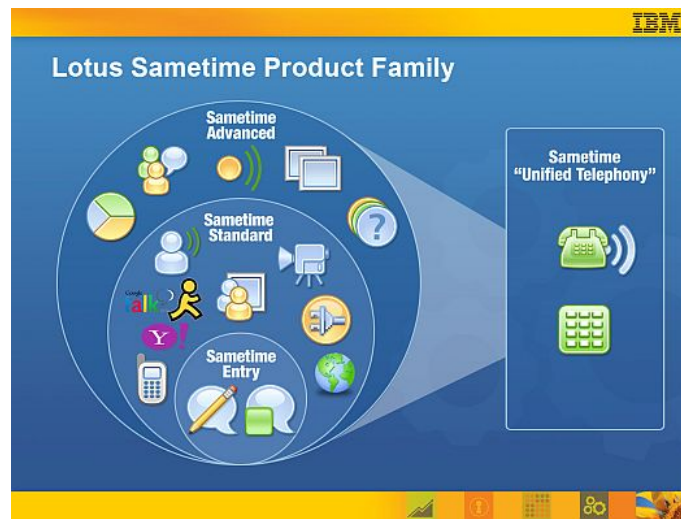 IBM
Lotus Sametime Product Family
Sametime
Advanced
Sametime
"Unified Telephony"
?
Sametime
Standard
Google
talk
Y!
Sametime
Entry